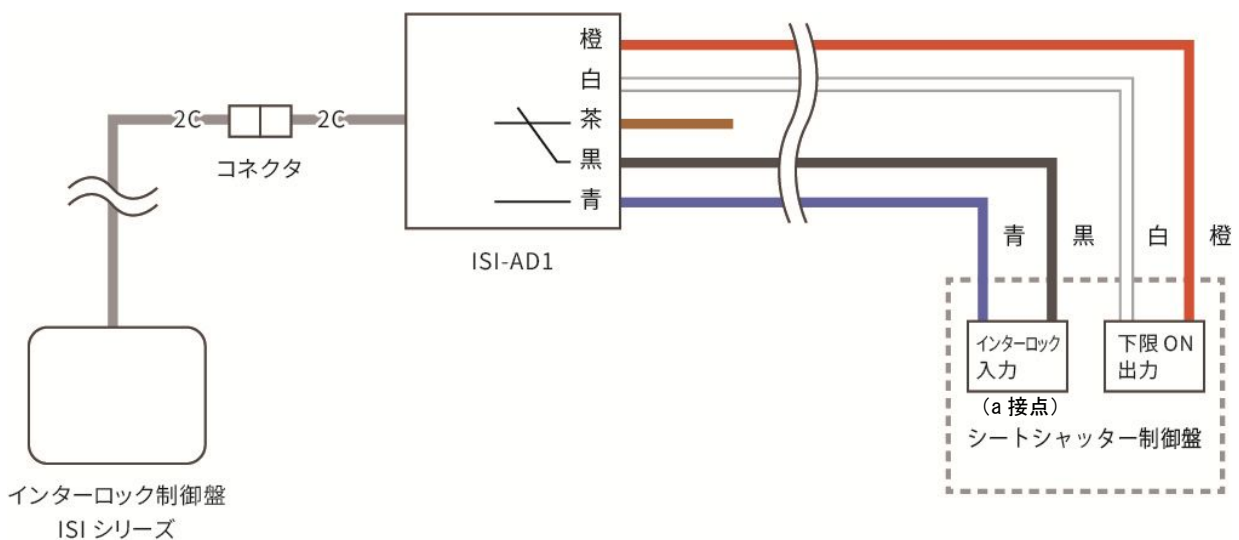 橙
白
茶
黒
青
2C
2C
コネクタ
ISI-AD1
青
黒
白
橙
インターロック
入力
下限 ON
出力
（a 接点）
シートシャッター制御盤
インターロック制御盤
ISI シリーズ